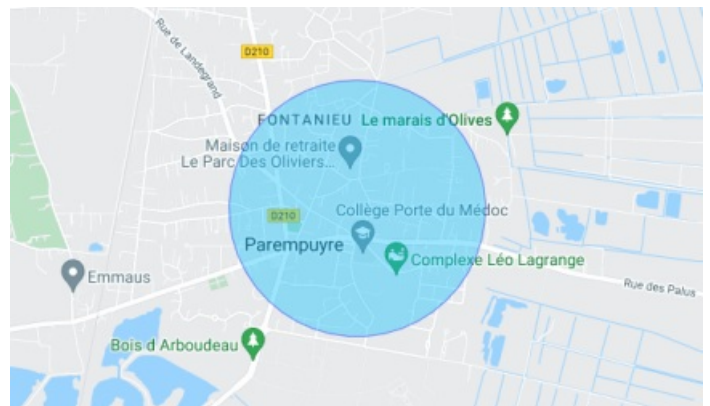 Rue de Landegrand
D210
FONTANIEU
Le marais d'Olives
Maison de retraite
Le Parc Des Oliviers...
D210
Collège Porte du Médoc
Parempuyre
Complexe Léo Lagrange
Emmaus
Rue des Palus
Bois d Arboudeau